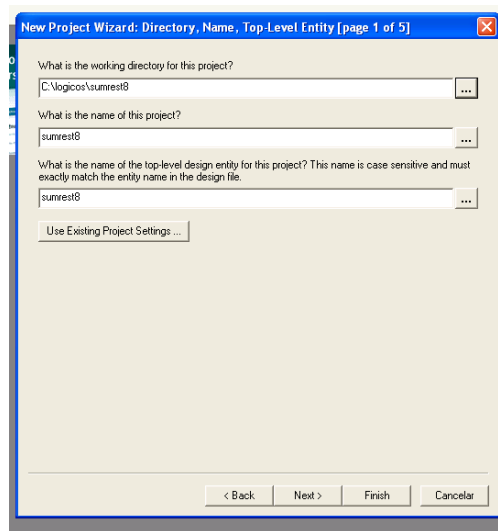 New Project Wizard: Directory, Name, Top-Level Entity [page 1 of 5]
What is the working directory for this project?
C:\logicos\sumrest8
...
What is the name of this project?
sumrest8
...
What is the name of the top-level design entity for this project? This name is case sensitive and must
exactly match the entity name in the design file.
sumrest8
...
Use Existing Project Settings ...
< Back
Next >
Finish
Cancelar